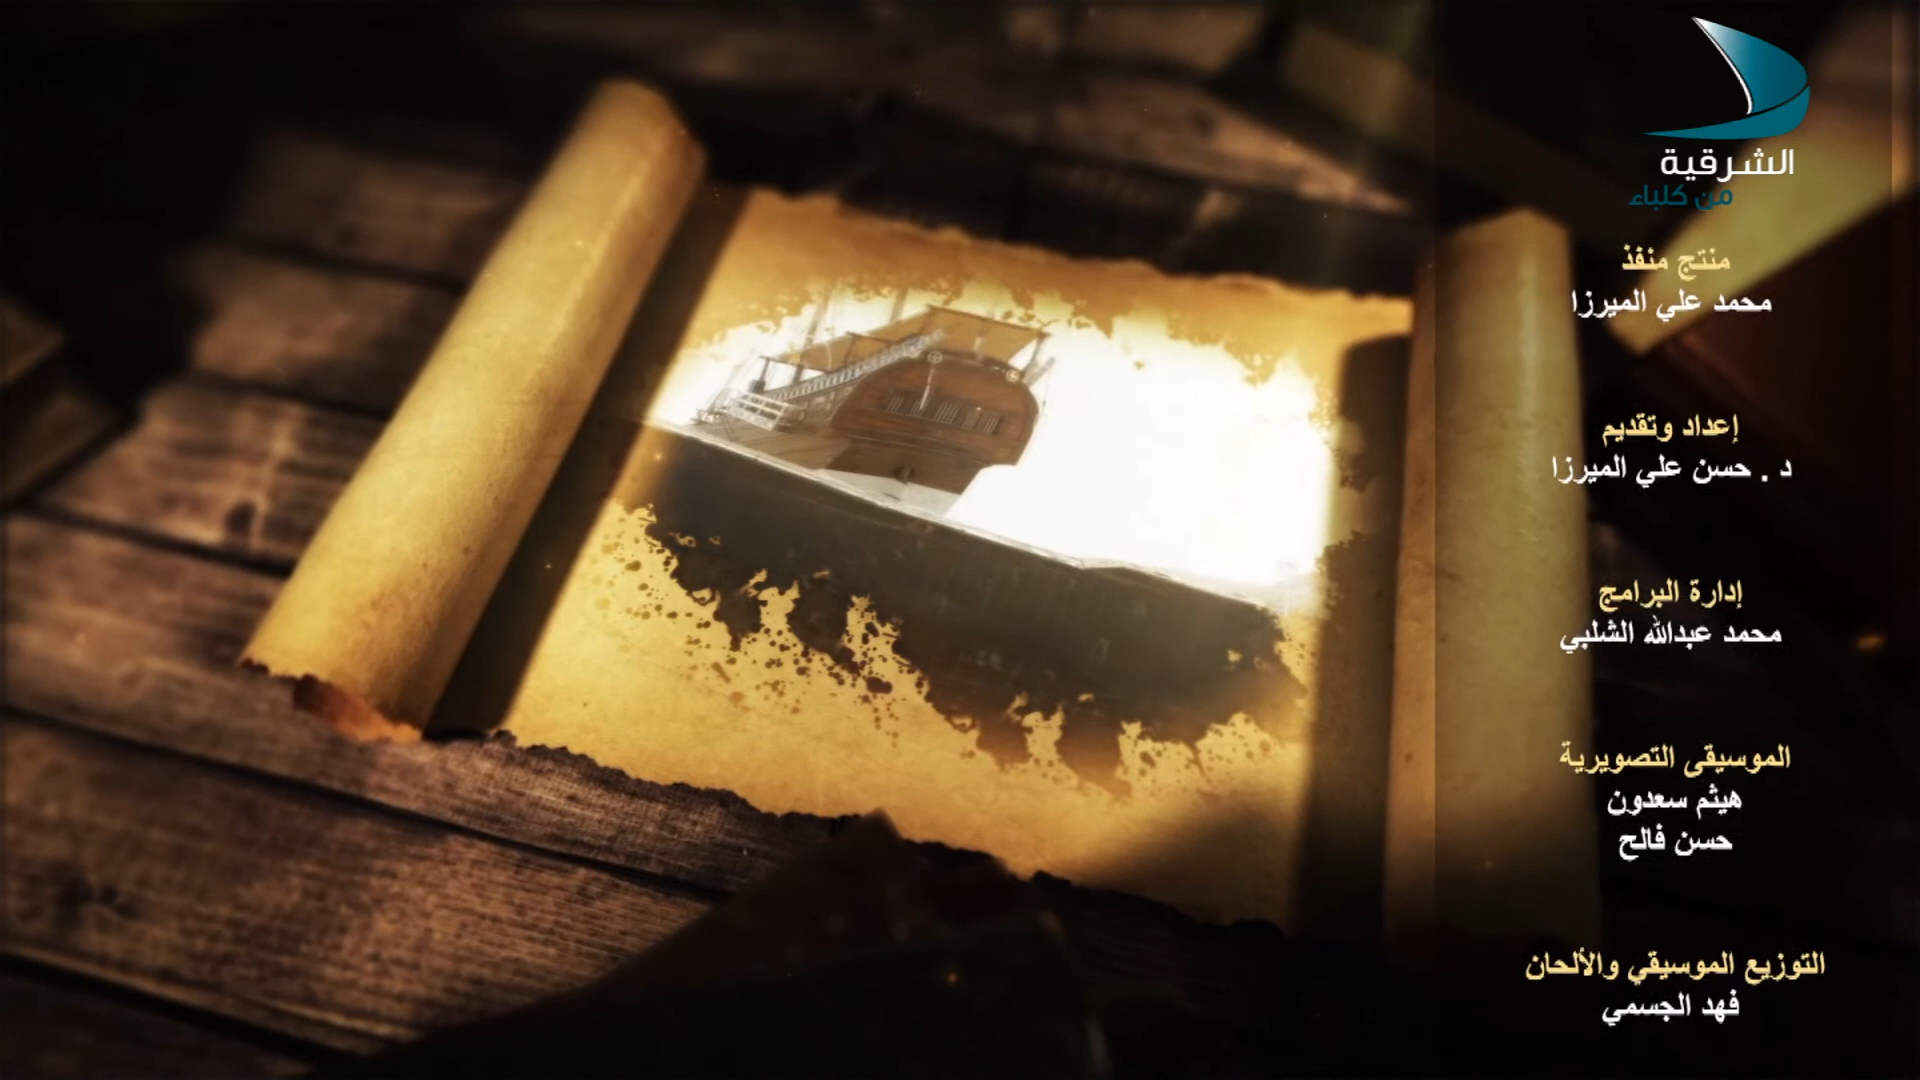 الشرقية
من كلباء
منتج منفذ
محمد علي الميرزا
إعداد وتقديم
د . حسن علي الميرزا
إدارة البرامج
محمد عبدالله الشلبي
الموسيقى التصويرية
هيثم سعدون
حسن فالح
التوزيع الموسيقي والألحان
فهد الجسمي